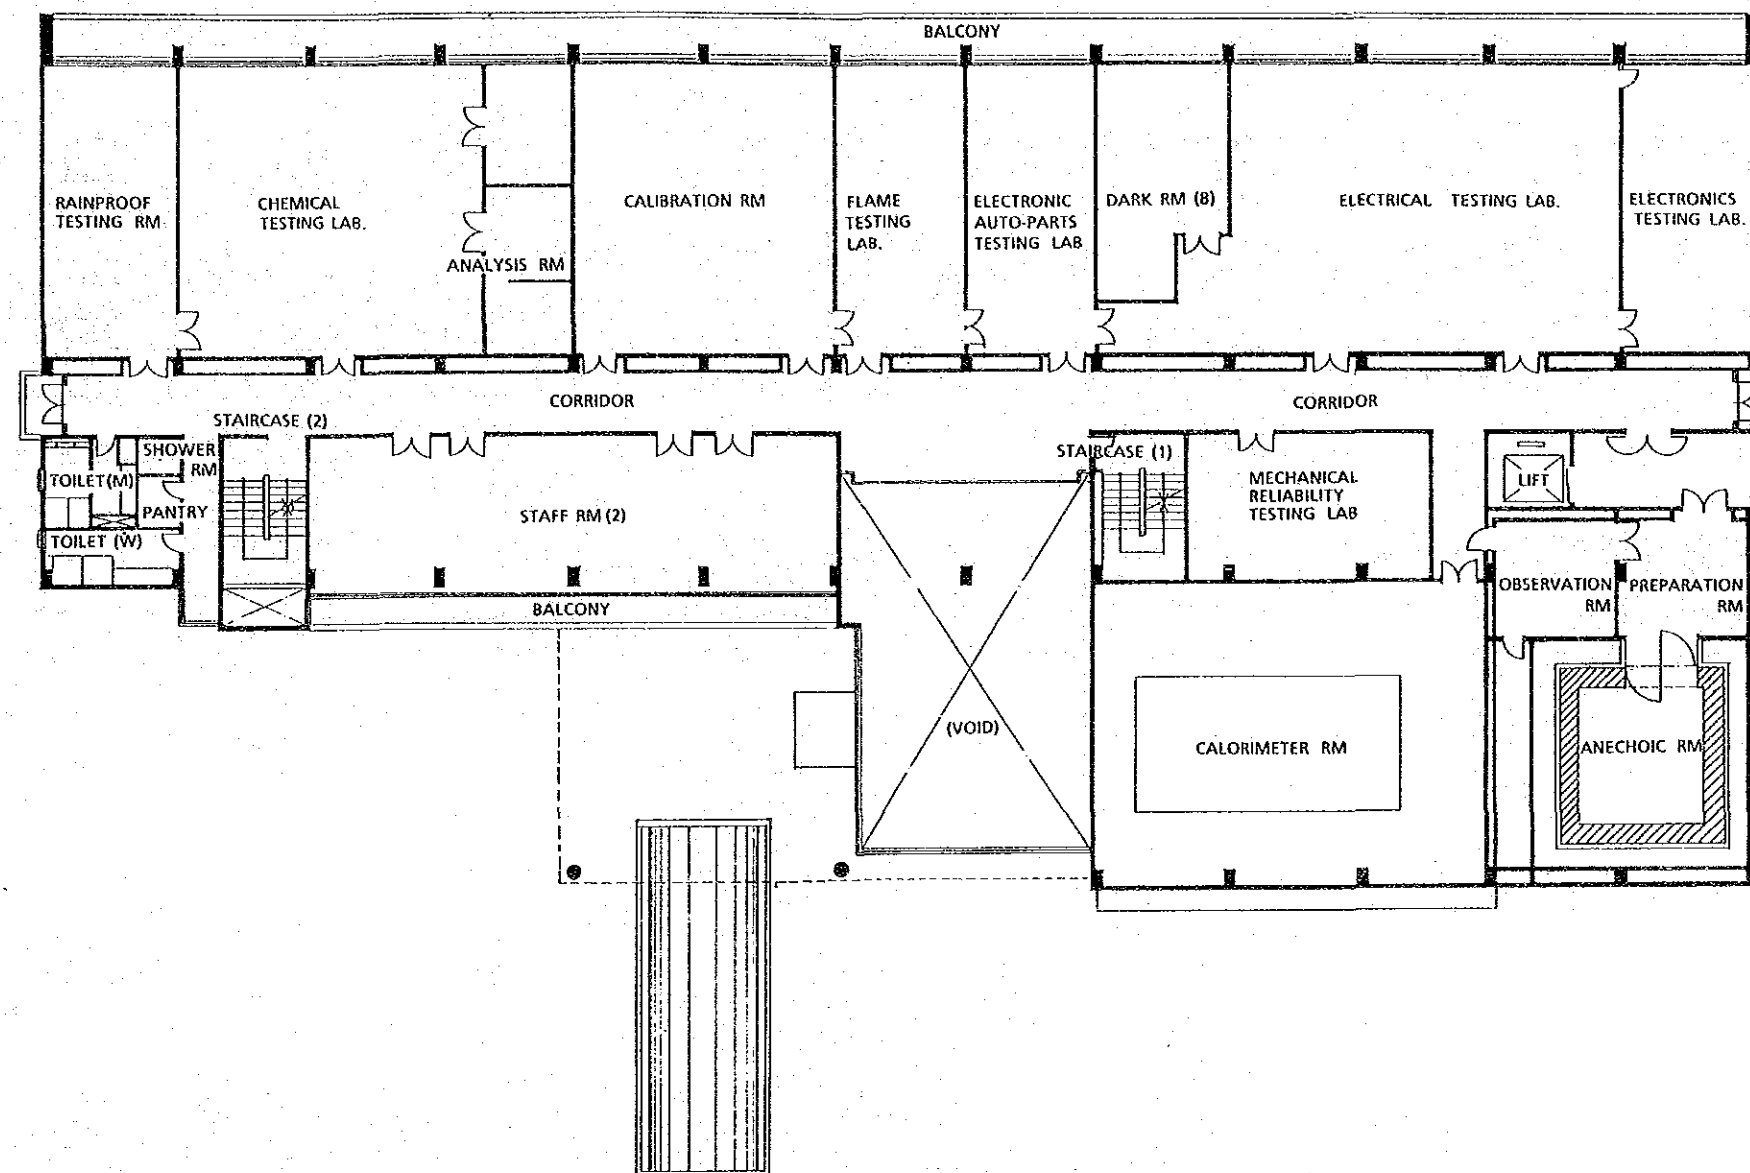 BALCONY
RAINPROOF
TESTING RM
CHEMICAL
TESTING LAB.
ANALYSIS RM
CALIBRATION RM
FLAME
TESTING
LAB.
ELECTRONIC
AUTO-PARTS
TESTING LAB
DARK RM (8)
ELECTRICAL TESTING LAB.
ELECTRONICS
TESTING LAB.
CORRIDOR
CORRIDOR
STAIRCASE (2)
SHOWER
RM
TOILET(M)
PANTRY
TOILET (W)
STAFF RM (2)
BALCONY
STAIRCASE (1)
MECHANICAL
RELIABILITY
TESTING LAB
LIFT
OBSERVATION
RM
PREPARATION
RM
(VOID)
CALORIMETER RM
ANECHOIC RM